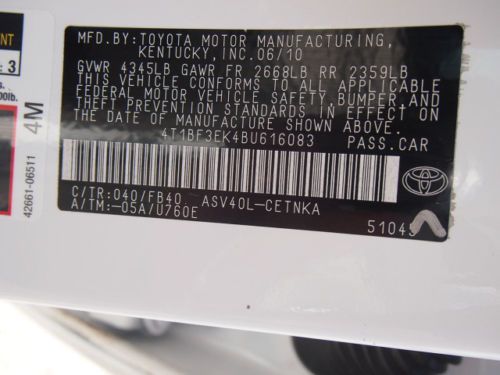 MFD.BY:TOYOTA MOTOR MANUFACTURING,
KENTUCKY,INC.06/10
GVWR 4345LB GAWR FR 2668LB RR 2359LB
THIS VEHICLE CONFORMS TO ALL APPLICABLE
FEDERAL MOTOR VEHICLE SAFETY,BUMPER,AND
THEFT PREVENTION STANDARDS IN EFFECT ON
THE DATE OF MANUFACTURE SHOWN ABOVE.
4T1BF3EK4BU616083 PASS.CAR
C/TR:040/FB40 ASV40L-CETNKA
A/TM:-05A/U760E
5104
: 3
4M
42661-06511